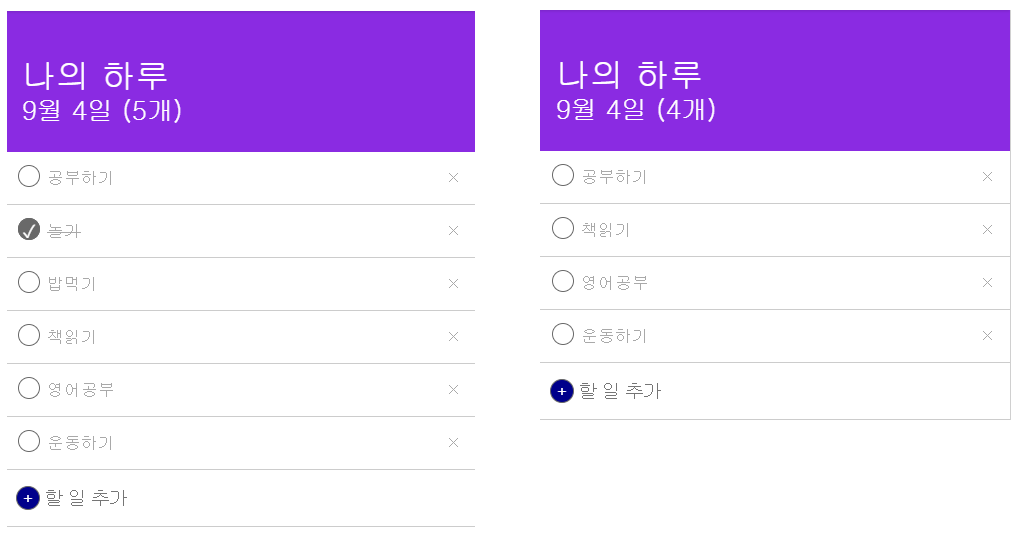 나의 하루
9월 4일 (5개)
공부하기 ×
놀기 ×
밥먹기 ×
책읽기 ×
영어공부 ×
운동하기 ×
+ 할 일 추가
나의 하루
9월 4일 (4개)
공부하기 ×
책읽기 ×
영어공부 ×
운동하기 ×
+ 할 일 추가